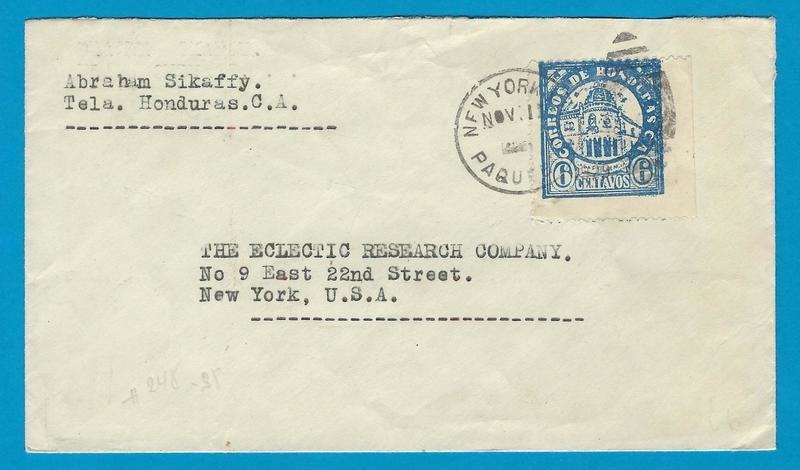 Abraham Sikaffy.
Tela. Honduras.C.A.
NEW YORK
NOV. 1
PAQUE
CORREOS DE HONDURAS C.A.
6 CENTAVOS 6
THE ECLECTIC RESEARCH COMPANY.
No 9 East 22nd Street.
New York, U.S.A.